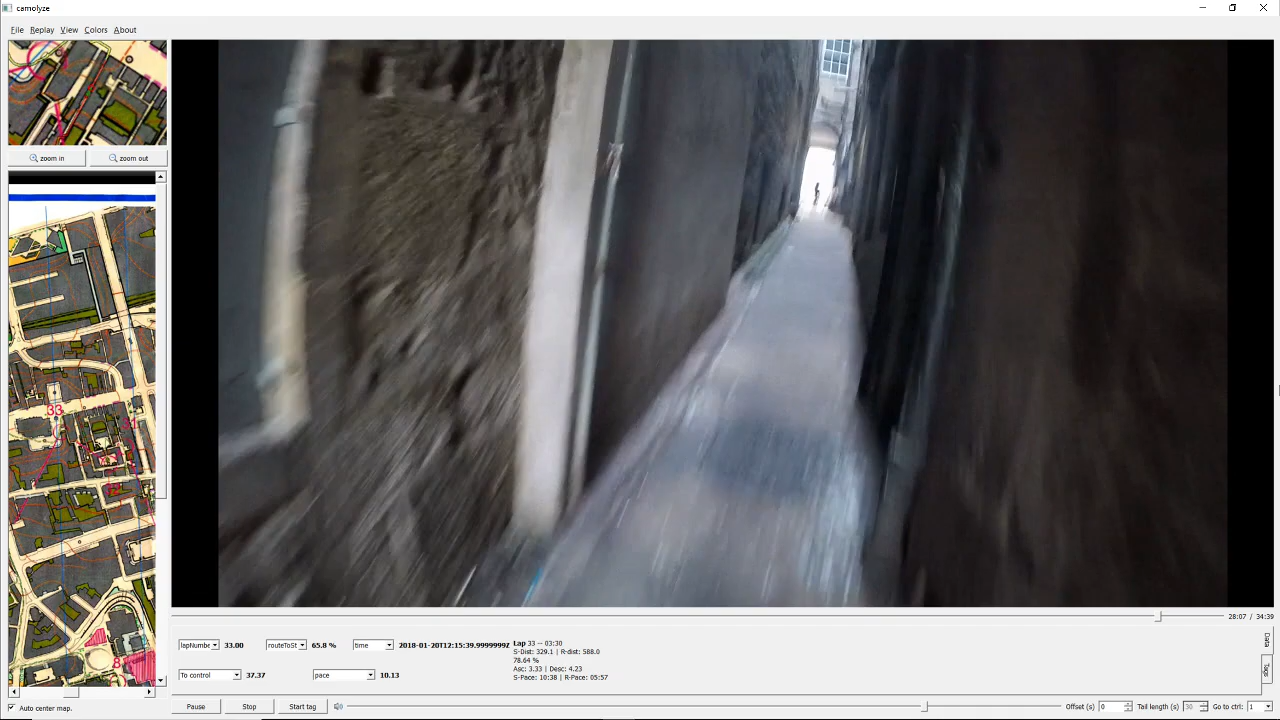 camolyze
File Replay View Colors About
zoom in zoom out
33
31
8
28:07 / 34:39
lapNumbe 33.00 routeToSt 65.8 % time 2018-01-20T12:15:39.9999999Z
To control 37.37 pace 10.13
Lap 33 -- 03:30
S-Dist: 329.1 | R-dist: 588.0
78.64 %
Asc: 3.33 | Desc: 4.23
S-Pace: 10:38 | R-Pace: 05:57
Data
Tags
Auto center map.
Pause Stop Start tag Offset (s) 0 Tail length (s) 30 Go to ctrl: 1